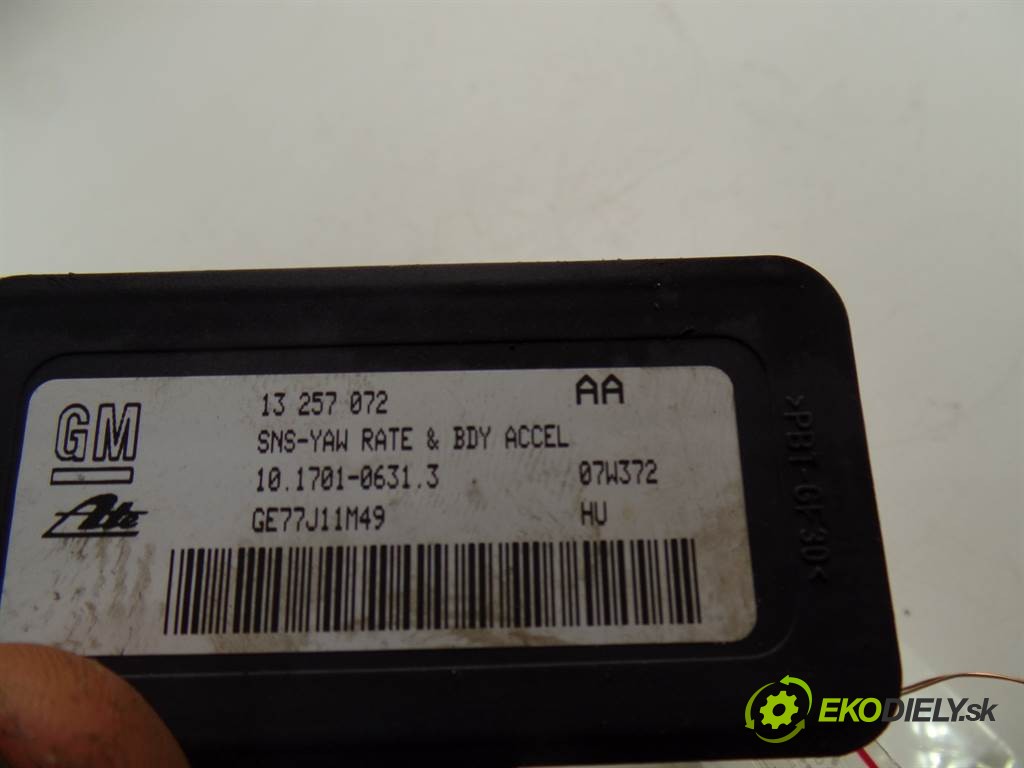 GM
13 257 072 AA
SNS-YAW RATE & BDY ACCEL
10.1701-0631.3 07W372
Ate
GE77J11M49 HU
>PBT-GF30<
EKODIELY.sk